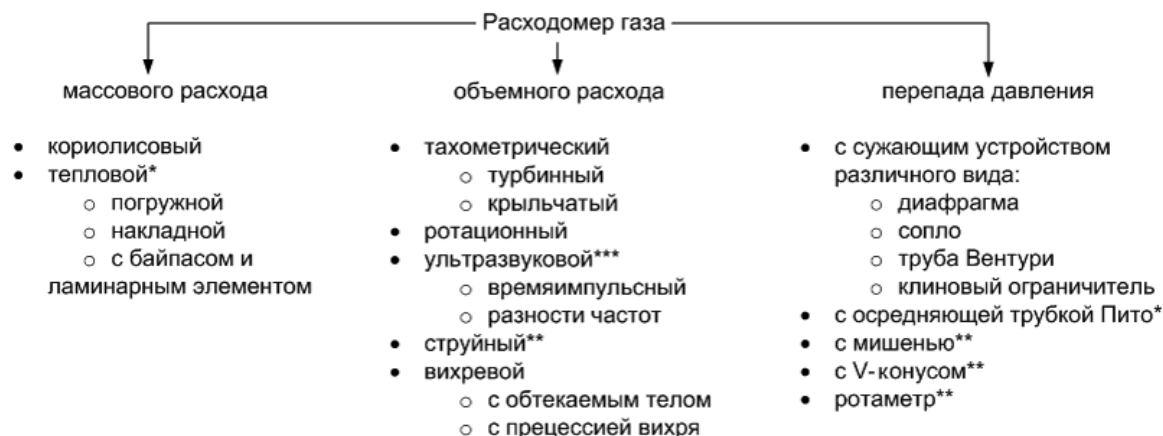 Расходомер газа
массового расхода
• кориолисовый
• тепловой*
○ погружной
○ накладной
○ с байпасом и
ламинарным элементом
объемного расхода
• тахометрический
○ турбинный
○ крыльчатый
• ротационный
• ультразвуковой***
○ времяимпульсный
○ разности частот
• струйный**
• вихревой
○ с обтекаемым телом
○ с прецессией вихря
перепада давления
• с сужающим устройством
различного вида:
○ диафрагма
○ сопло
○ труба Вентури
○ клиновый ограничитель
• с осредняющей трубкой Пито*
• с мишенью**
• с V-конусом**
• ротаметр**